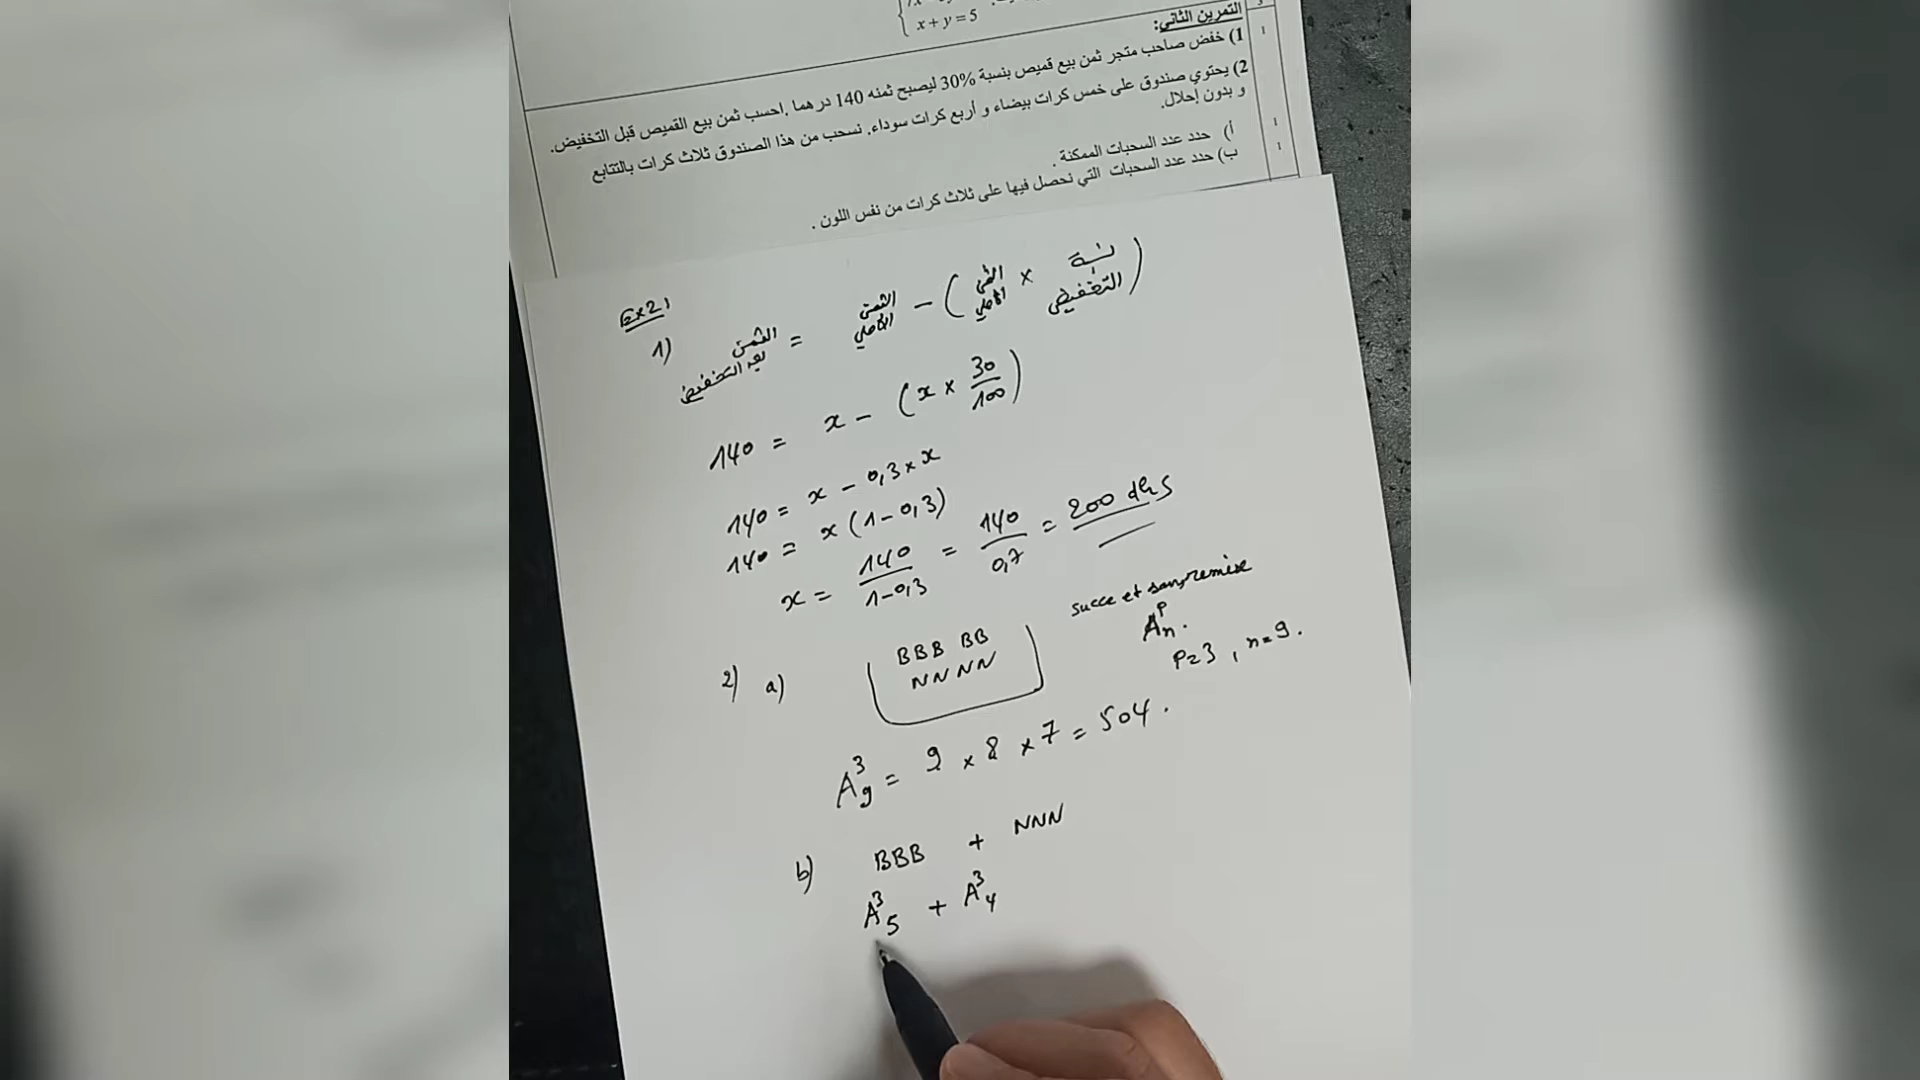 x + y = 5
التمرين الثاني:
1) خفض صاحب متجر ثمن بيع قميص بنسبة 30% ليصبح ثمنه 140 درهما .احسب ثمن بيع القميص قبل التخفيض.
2) يحتوي صندوق على خمس كرات بيضاء و أربع كرات سوداء. نسحب من هذا الصندوق ثلاث كرات بالتتابع
و بدون إحلال.
أ) حدد عدد السحبات الممكنة .
ب) حدد عدد السحبات التي نحصل فيها على ثلاث كرات من نفس اللون .
Ex2)
1) الثمن بعد التخفيض = الثمن الأصلي - (الثمن الأصلي × نسبة التخفيض)
140 = x - (x × 30/100)
140 = x - 0,3 × x
140 = x (1-0,3)
x = 140/1-0,3 = 140/0,7 = 200 dhs
succe et sans remise
A_n^p.
P=3 , n=9.
2) a) BBB BB
NNNN
A_9^3 = 9 × 8 × 7 = 504.
b) BBB + NNN
A_5^3 + A_4^3